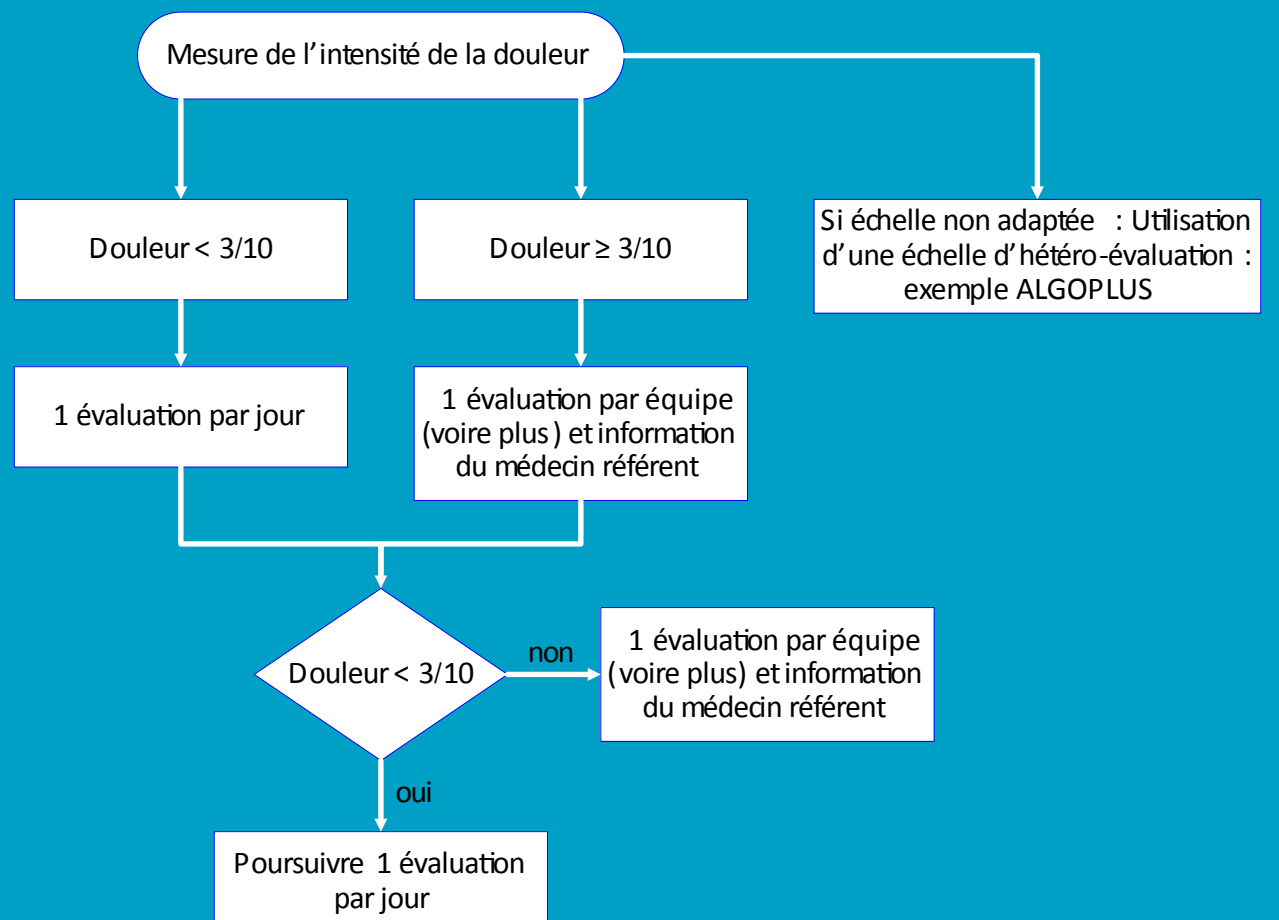 Mesure de l’intensité de la douleur
Douleur < 3/10
Douleur ≥ 3/10
Si échelle non adaptée : Utilisation
d’une échelle d’hétéro-évaluation :
exemple ALGOPLUS
1 évaluation par jour
1 évaluation par équipe
(voire plus) et information
du médecin référent
Douleur < 3/10
non
1 évaluation par équipe
(voire plus) et information
du médecin référent
oui
Poursuivre 1 évaluation
par jour